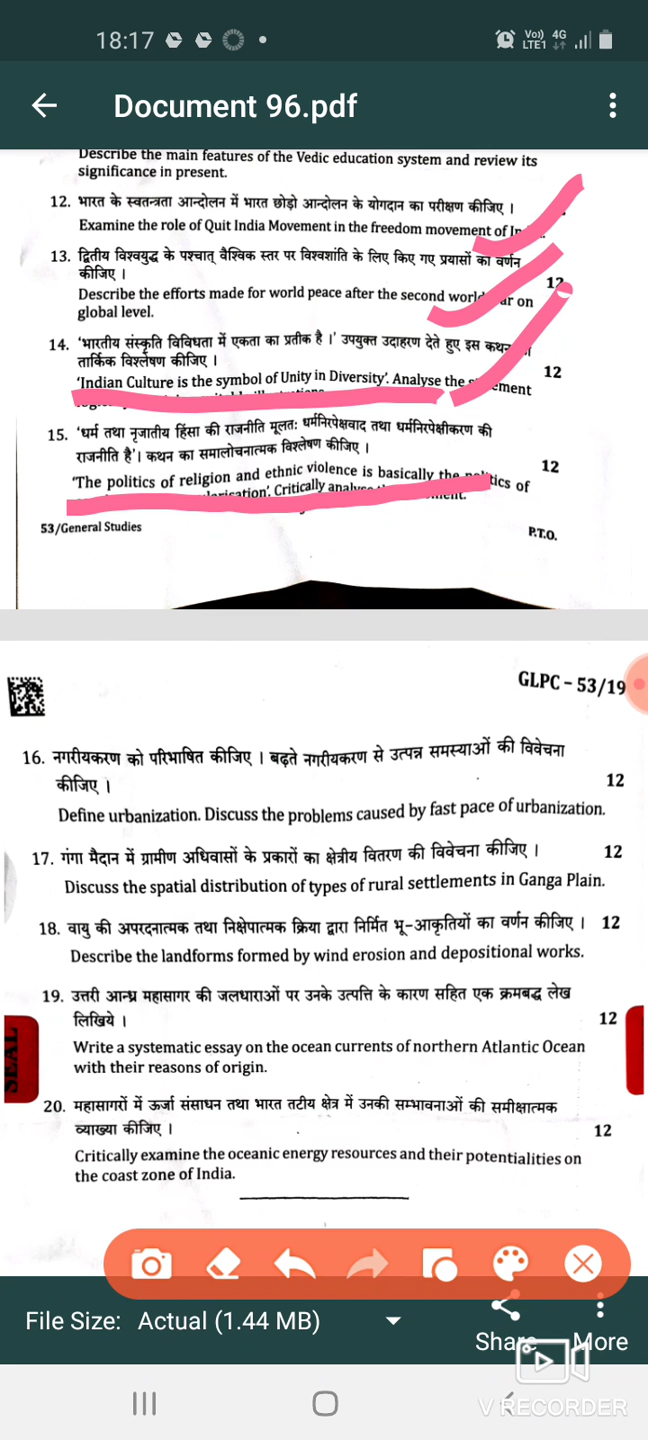 18:17
Vo)) 4G
LTE1
Document 96.pdf
Describe the main features of the Vedic education system and review its
significance in present.
12. भारत के स्वतन्त्रता आन्दोलन में भारत छोड़ो आन्दोलन के योगदान का परीक्षण कीजिए ।
Examine the role of Quit India Movement in the freedom movement of
13. द्वितीय विश्वयुद्ध के पश्चात् वैश्विक स्तर पर विश्वशांति के लिए किए गए प्रयासों का वर्णन
कीजिए ।
12
Describe the efforts made for world peace after the second on
global level.
14. ‘भारतीय संस्कृति विविधता में एकता का प्रतीक है ।’ उपयुक्त उदाहरण देते हुए इस
तार्किक विश्लेषण कीजिए ।
12
‘Indian Culture is the symbol of Unity in Diversity’. Analyse the
15. ‘धर्म तथा नृजातीय हिंसा की राजनीति मूलतः धर्मनिरपेक्षवाद तथा धर्मनिरपेक्षीकरण की
राजनीति है’। कथन का समालोचनात्मक विश्लेषण कीजिए ।
12
‘The politics of religion and ethnic violence is basically the of
Critically
53/General Studies
P.T.O.
GLPC – 53/19
16. नगरीयकरण को परिभाषित कीजिए । बढ़ते नगरीयकरण से उत्पन्न समस्याओं की विवेचना
कीजिए ।
12
Define urbanization. Discuss the problems caused by fast pace of urbanization.
17. गंगा मैदान में ग्रामीण अधिवासों के प्रकारों का क्षेत्रीय वितरण की विवेचना कीजिए । 12
Discuss the spatial distribution of types of rural settlements in Ganga Plain.
18. वायु की अपरदनात्मक तथा निक्षेपात्मक क्रिया द्वारा निर्मित भू-आकृतियों का वर्णन कीजिए । 12
Describe the landforms formed by wind erosion and depositional works.
19. उत्तरी आन्ध्र महासागर की जलधाराओं पर उनके उत्पत्ति के कारण सहित एक क्रमबद्ध लेख
लिखिये ।
12
SEAL
Write a systematic essay on the ocean currents of northern Atlantic Ocean
with their reasons of origin.
20. महासागरों में ऊर्जा संसाधन तथा भारत तटीय क्षेत्र में उनकी सम्भावनाओं की समीक्षात्मक
व्याख्या कीजिए ।
12
Critically examine the oceanic energy resources and their potentialities on
the coast zone of India.
File Size: Actual (1.44 MB)
Share
More
V RECORDER